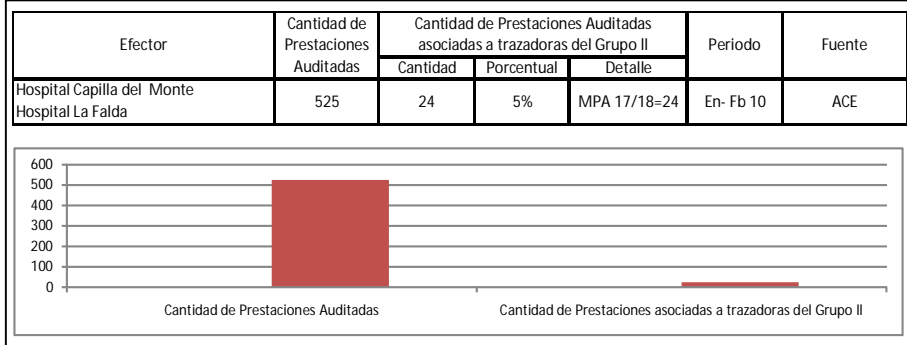 Efector
Cantidad de
Prestaciones
Auditadas
Cantidad de Prestaciones Auditadas
asociadas a trazadoras del Grupo II
Periodo
Fuente
Cantidad
Porcentual
Detalle
Hospital Capilla del Monte
Hospital La Falda
525
24
5%
MPA 17/18=24
En- Fb 10
ACE
600
500
400
300
200
100
0
Cantidad de Prestaciones Auditadas
Cantidad de Prestaciones asociadas a trazadoras del Grupo II